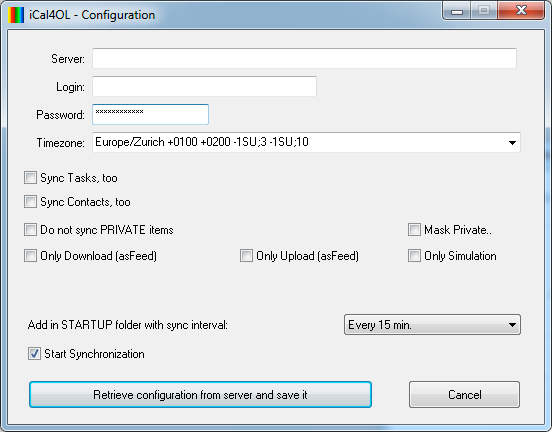 iCal4OL - Configuration
Server:
Login:
Password: ************
Timezone: Europe/Zurich +0100 +0200 -1SU;3 -1SU;10
Sync Tasks, too
Sync Contacts, too
Do not sync PRIVATE items Mask Private..
Only Download (asFeed) Only Upload (asFeed) Only Simulation
Add in STARTUP folder with sync interval: Every 15 min.
Start Synchronization
Retrieve configuration from server and save it Cancel